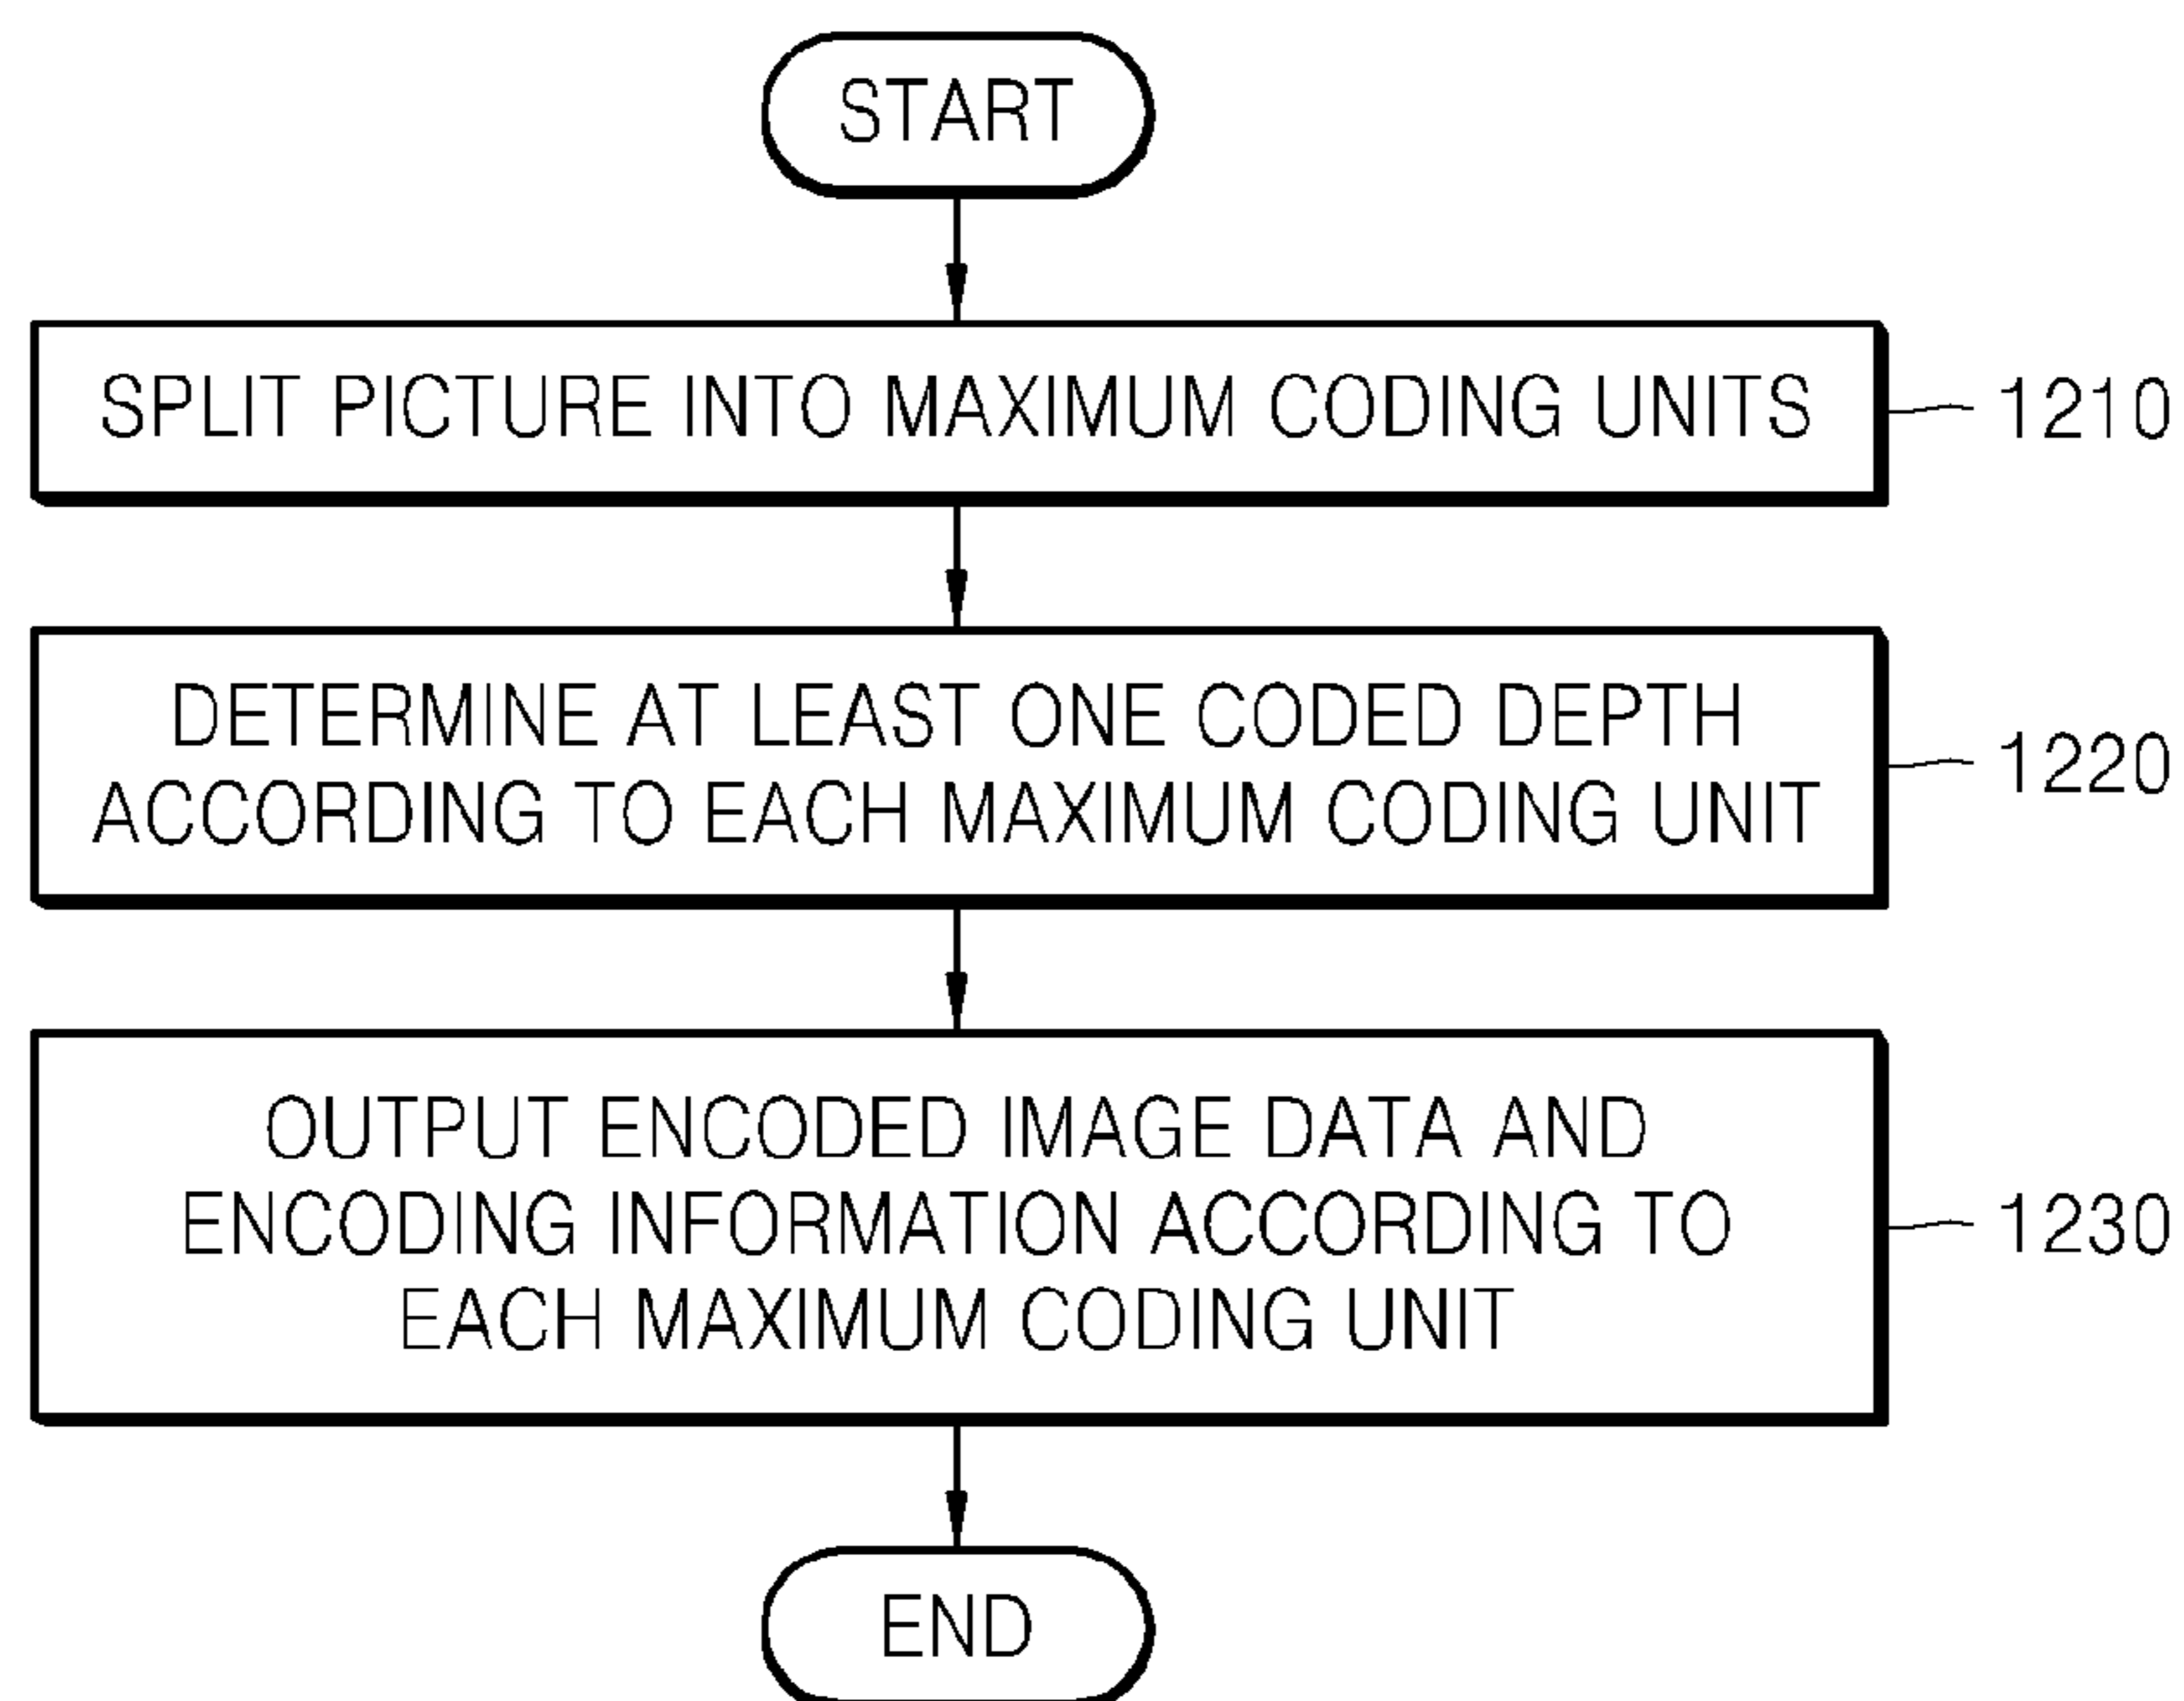 START
SPLIT PICTURE INTO MAXIMUM CODING UNITS
1210
DETERMINE AT LEAST ONE CODED DEPTH
ACCORDING TO EACH MAXIMUM CODING UNIT
1220
OUTPUT ENCODED IMAGE DATA AND
ENCODING INFORMATION ACCORDING TO
EACH MAXIMUM CODING UNIT
1230
END